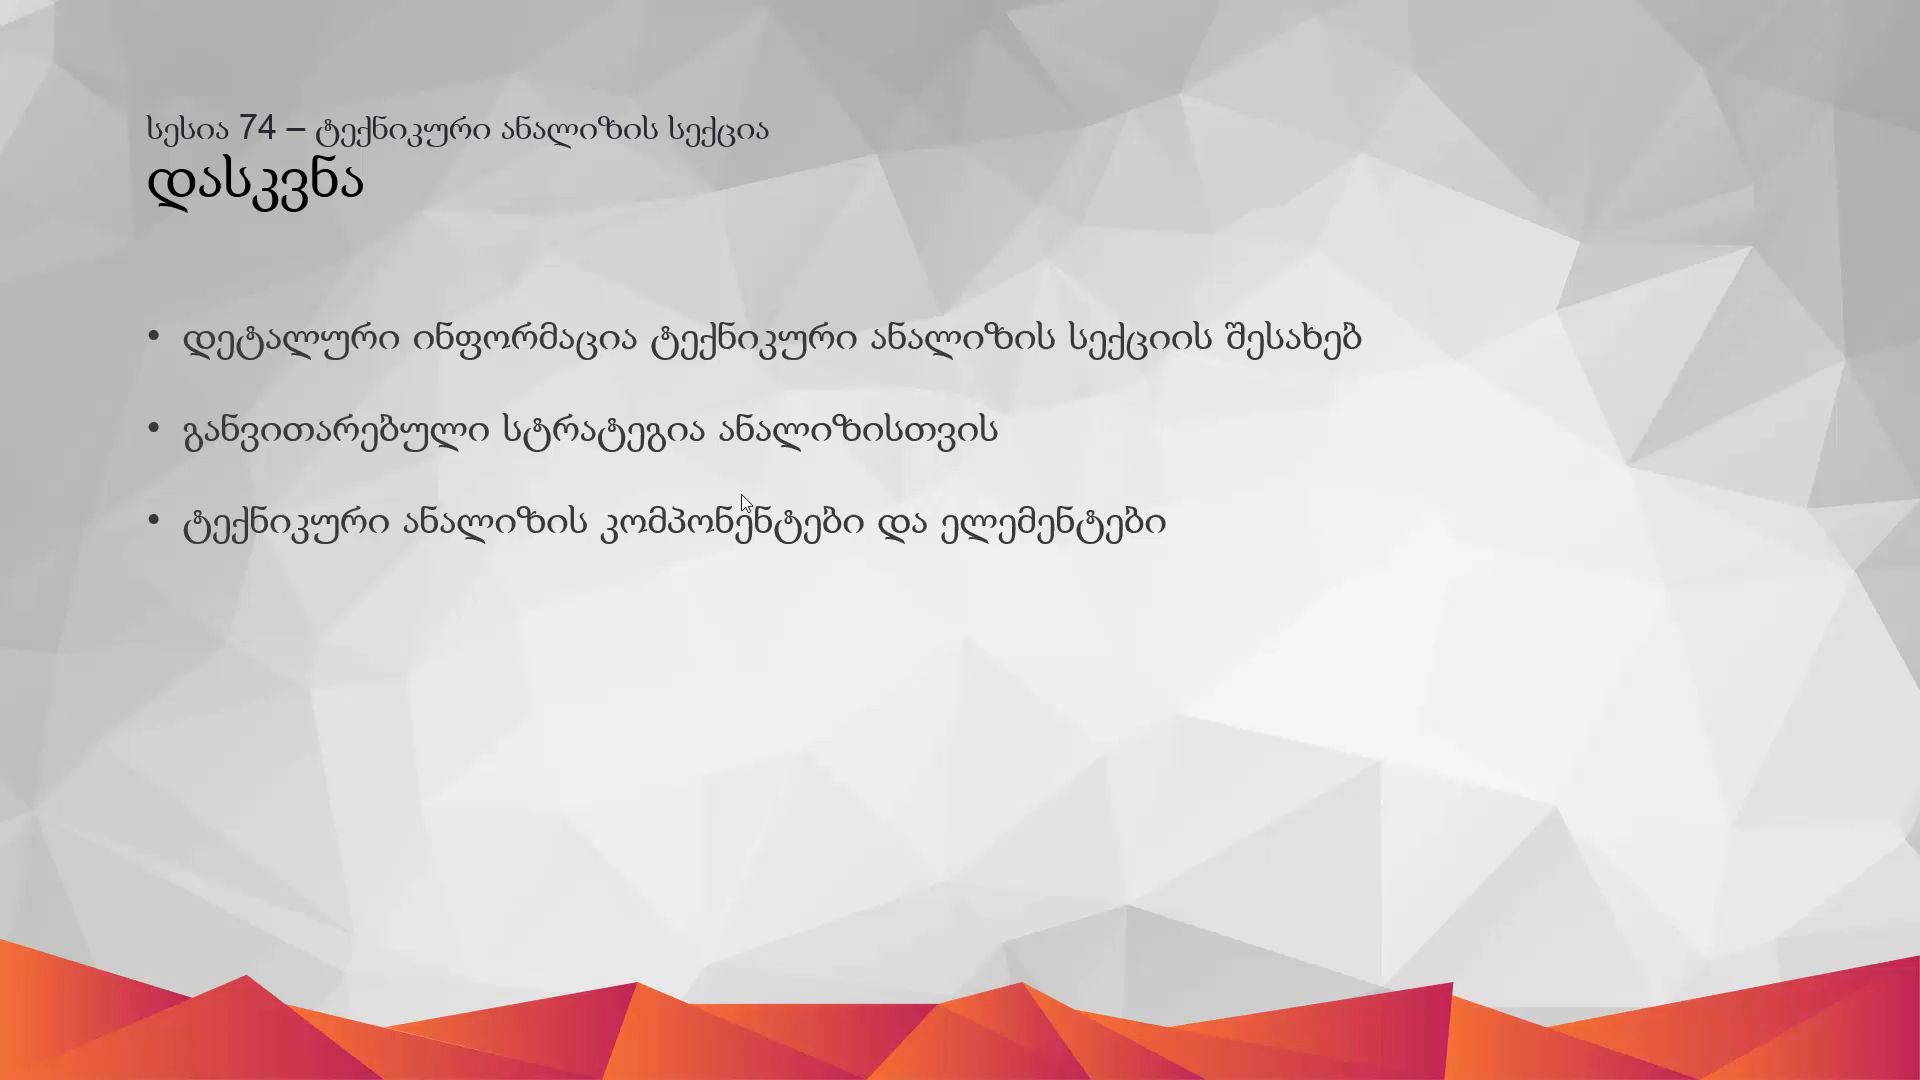 სესია 74 – ტექნიკური ანალიზის სექცია
დასკვნა
• დეტალური ინფორმაცია ტექნიკური ანალიზის სექციის შესახებ
• განვითარებული სტრატეგია ანალიზისთვის
• ტექნიკური ანალიზის კომპონენტები და ელემენტები